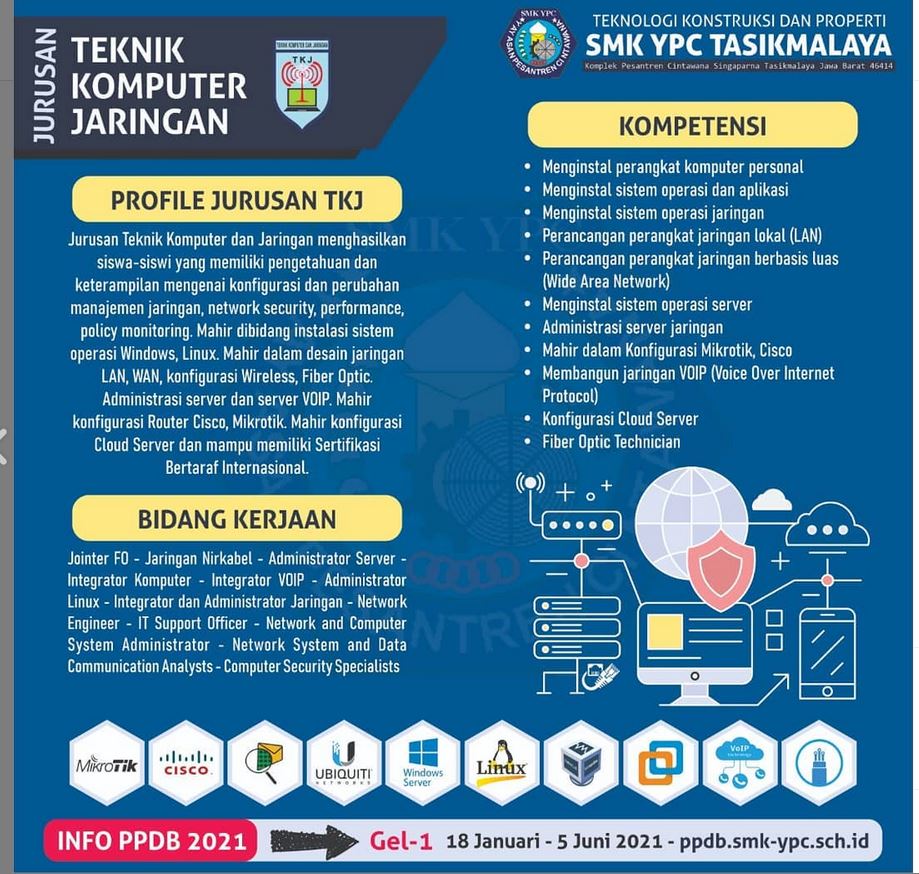 JURUSAN
TEKNIK
KOMPUTER
JARINGAN
TKJ
SMK YPC
TEKNOLOGI KONSTRUKSI DAN PROPERTI
SMK YPC TASIKMALAYA
Komplek Pesantren Cintawana Singaparna Tasikmalaya Jawa Barat 46414
PROFILE JURUSAN TKJ
Jurusan Teknik Komputer dan Jaringan menghasilkan
siswa-siswi yang memiliki pengetahuan dan
keterampilan mengenai konfigurasi dan perubahan
manajemen jaringan, network security, performance,
policy monitoring. Mahir dibidang instalasi sistem
operasi Windows, Linux. Mahir dalam desain jaringan
LAN, WAN, konfigurasi Wireless, Fiber Optic.
Administrasi server dan server VOIP. Mahir
konfigurasi Router Cisco, Mikrotik. Mahir konfigurasi
Cloud Server dan mampu memiliki Sertifikasi
Bertaraf Internasional.
BIDANG KERJAAN
Jointer FO - Jaringan Nirkabel - Administrator Server -
Integrator Komputer - Integrator VOIP - Administrator
Linux - Integrator dan Administrator Jaringan - Network
Engineer - IT Support Officer - Network and Computer
System Administrator - Network System and Data
Communication Analysts - Computer Security Specialists
KOMPETENSI
• Menginstal perangkat komputer personal
• Menginstal sistem operasi dan aplikasi
• Menginstal sistem operasi jaringan
• Perancangan perangkat jaringan lokal (LAN)
• Perancangan perangkat jaringan berbasis luas
(Wide Area Network)
• Menginstal sistem operasi server
• Administrasi server jaringan
• Mahir dalam Konfigurasi Mikrotik, Cisco
• Membangun jaringan VOIP (Voice Over Internet
Protocol)
• Konfigurasi Cloud Server
• Fiber Optic Technician
MikroTik
CISCO
UBIQUITI
NETWORKS
Windows
Server
Linux
VoIP
INFO PPDB 2021
Gel-1 18 Januari - 5 Juni 2021 - ppdb.smk-ypc.sch.id